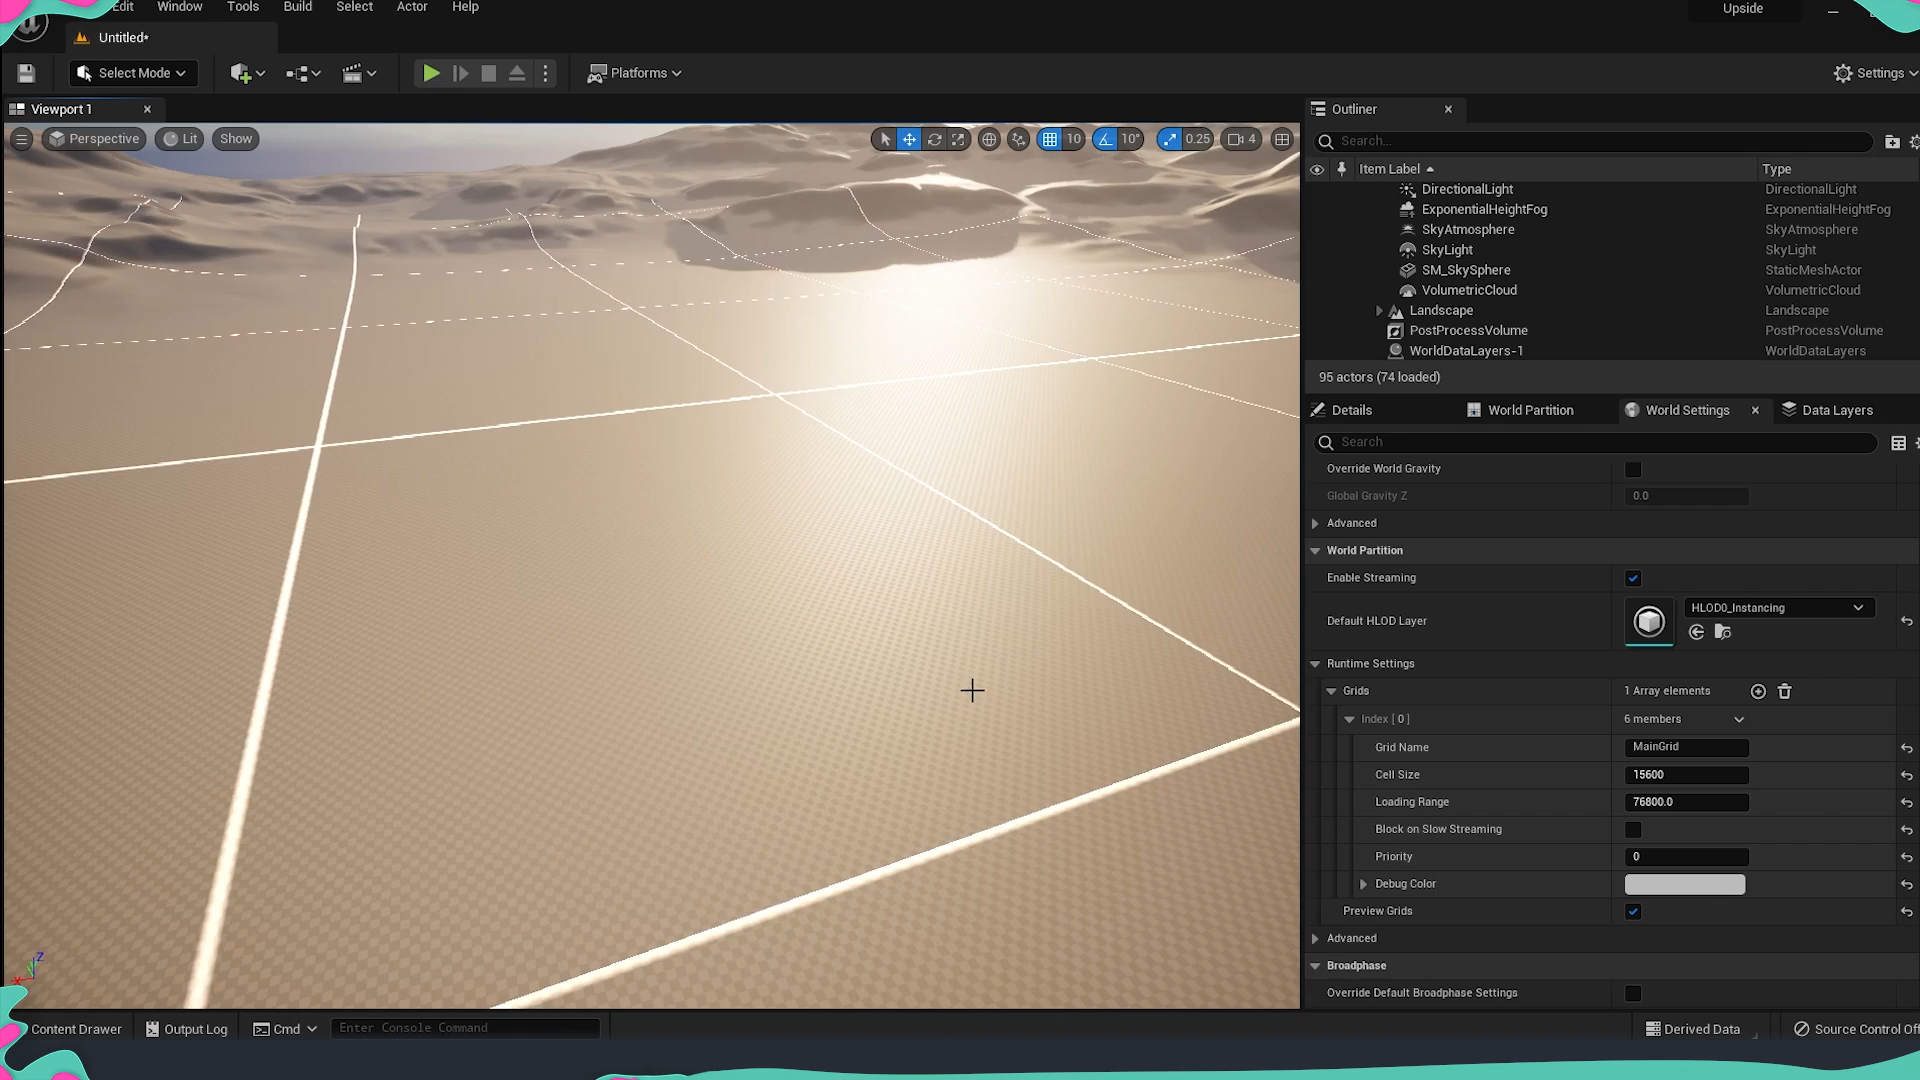 Edit Window Tools Build Select Actor Help
Upside
Untitled*
Select Mode
Platforms
Settings
Viewport 1
Perspective Lit Show
10 10° 0.25 4
Outliner
Search...
Item Label Type
DirectionalLight DirectionalLight
ExponentialHeightFog ExponentialHeightFog
SkyAtmosphere SkyAtmosphere
SkyLight SkyLight
SM_SkySphere StaticMeshActor
VolumetricCloud VolumetricCloud
Landscape Landscape
PostProcessVolume PostProcessVolume
WorldDataLayers-1 WorldDataLayers
95 actors (74 loaded)
Details World Partition World Settings Data Layers
Search
Override World Gravity
Global Gravity Z 0.0
Advanced
World Partition
Enable Streaming
HLOD0_Instancing
Default HLOD Layer
Runtime Settings
Grids 1 Array elements
Index [ 0 ] 6 members
Grid Name MainGrid
Cell Size 15600
Loading Range 76800.0
Block on Slow Streaming
Priority 0
Debug Color
Preview Grids
Advanced
Broadphase
Override Default Broadphase Settings
Z
X
Content Drawer Output Log Cmd Enter Console Command
Derived Data Source Control Off